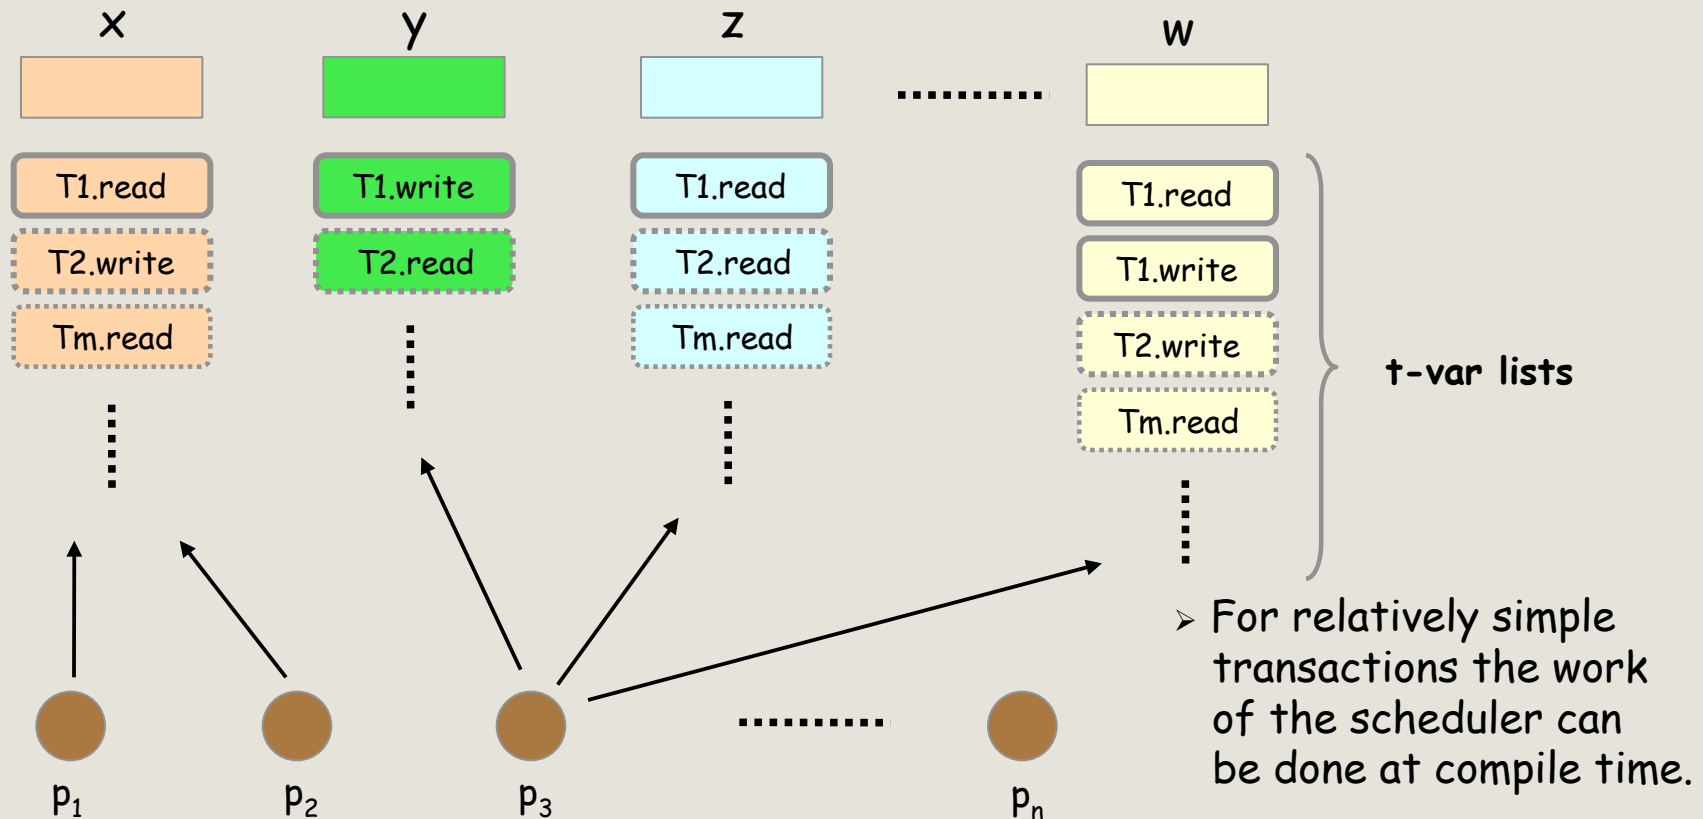 x
y
z
w
T1.read
T2.write
Tm.read
T1.write
T2.read
T1.read
T2.read
Tm.read
T1.read
T1.write
T2.write
Tm.read
t-var lists
➢ For relatively simple
transactions the work
of the scheduler can
be done at compile time.
p₁
p₂
p₃
pₙ